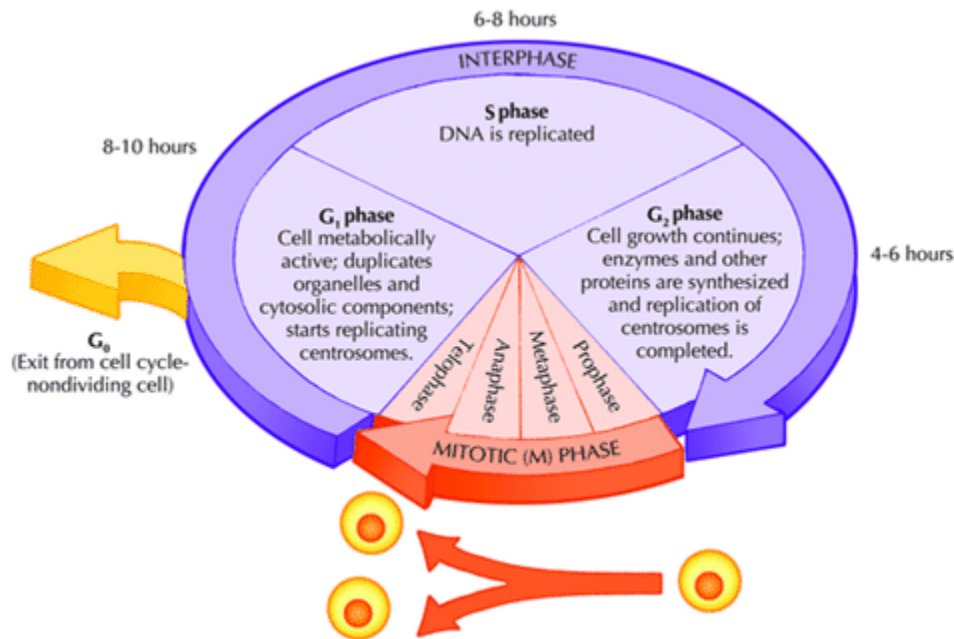 6-8 hours
INTERPHASE
S phase
DNA is replicated
8-10 hours
G₁ phase
Cell metabolically
active; duplicates
organelles and
cytosolic components;
starts replicating
centrosomes.
G₂ phase
Cell growth continues;
enzymes and other
proteins are synthesized
and replication of
centrosomes is
completed.
4-6 hours
G₀
(Exit from cell cycle-
nondividing cell)
Telophase
Anaphase
Metaphase
Prophase
MITOTIC (M) PHASE